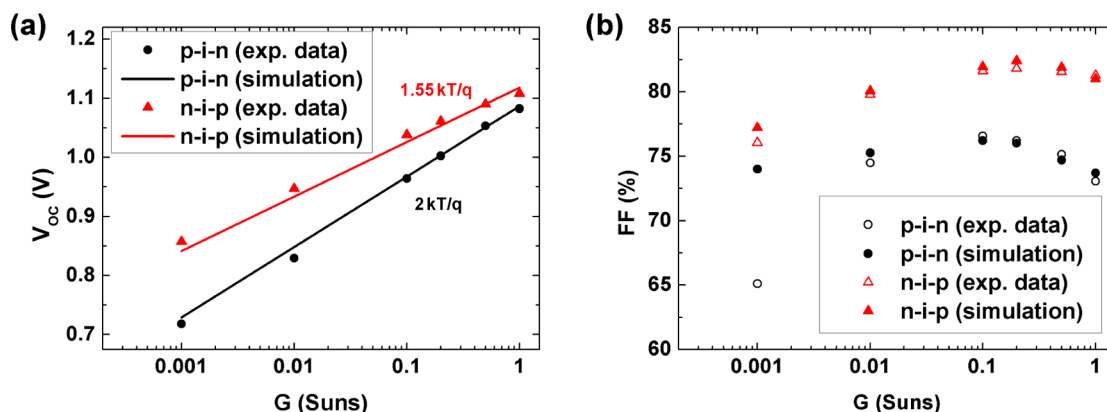 (a)
1.2
1.1
1.0
0.9
0.8
0.7
V_OC (V)
p-i-n (exp. data)
p-i-n (simulation)
n-i-p (exp. data)
n-i-p (simulation)
1.55 kT/q
2 kT/q
0.001 0.01 0.1 1
G (Suns)
(b)
85
80
75
70
65
60
FF (%)
p-i-n (exp. data)
p-i-n (simulation)
n-i-p (exp. data)
n-i-p (simulation)
0.001 0.01 0.1 1
G (Suns)